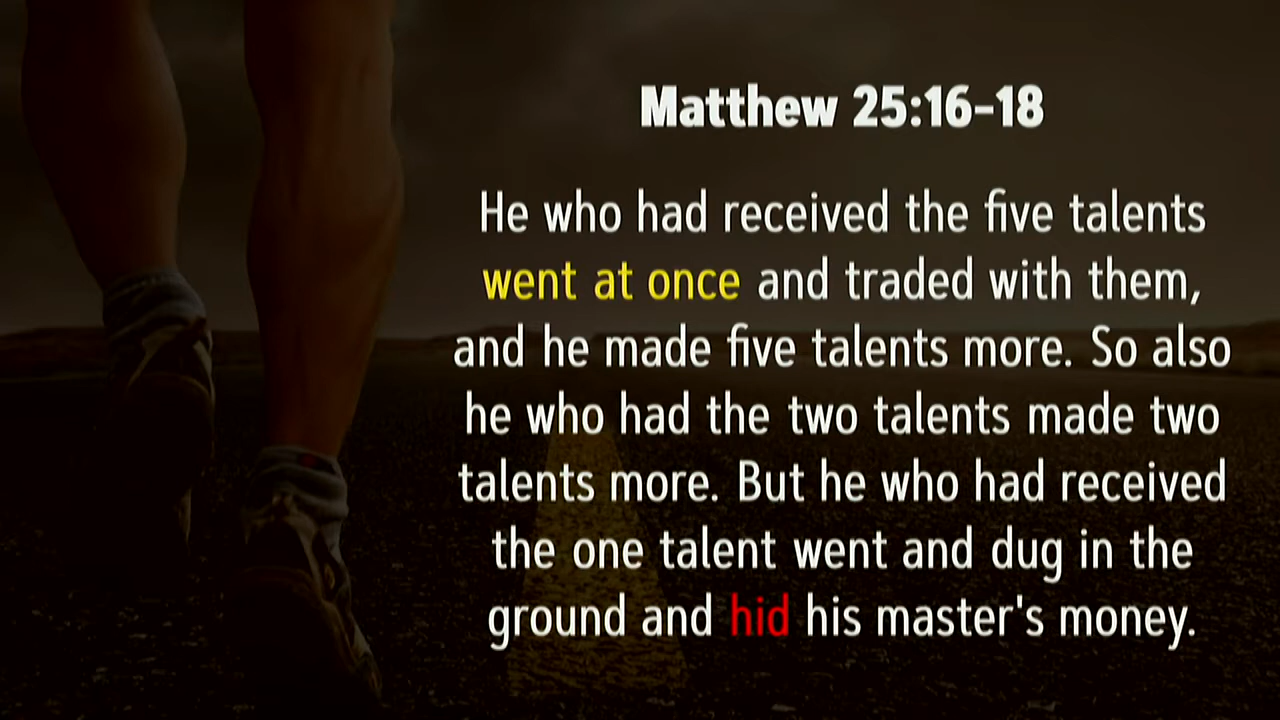 Matthew 25:16–18
He who had received the five talents
went at once and traded with them,
and he made five talents more. So also
he who had the two talents made two
talents more. But he who had received
the one talent went and dug in the
ground and hid his master's money.